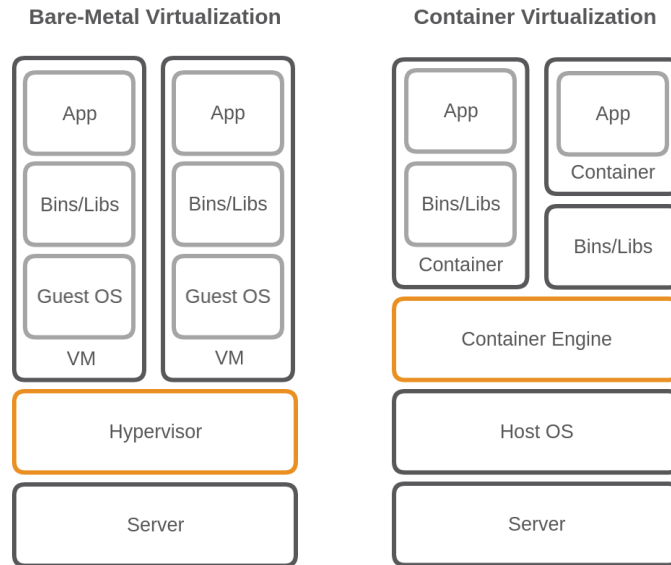 Bare-Metal Virtualization
App
App
Bins/Libs
Bins/Libs
Guest OS
Guest OS
VM
VM
Hypervisor
Server
Container Virtualization
App
Bins/Libs
Container
App
Container
Bins/Libs
Container Engine
Host OS
Server